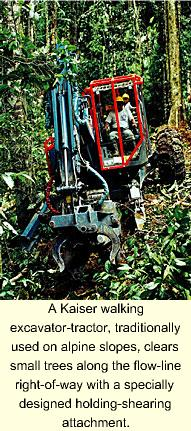 A Kaiser walking
excavator-tractor, traditionally
used on alpine slopes, clears
small trees along the flow-line
right-of-way with a specially
designed holding-shearing
attachment.